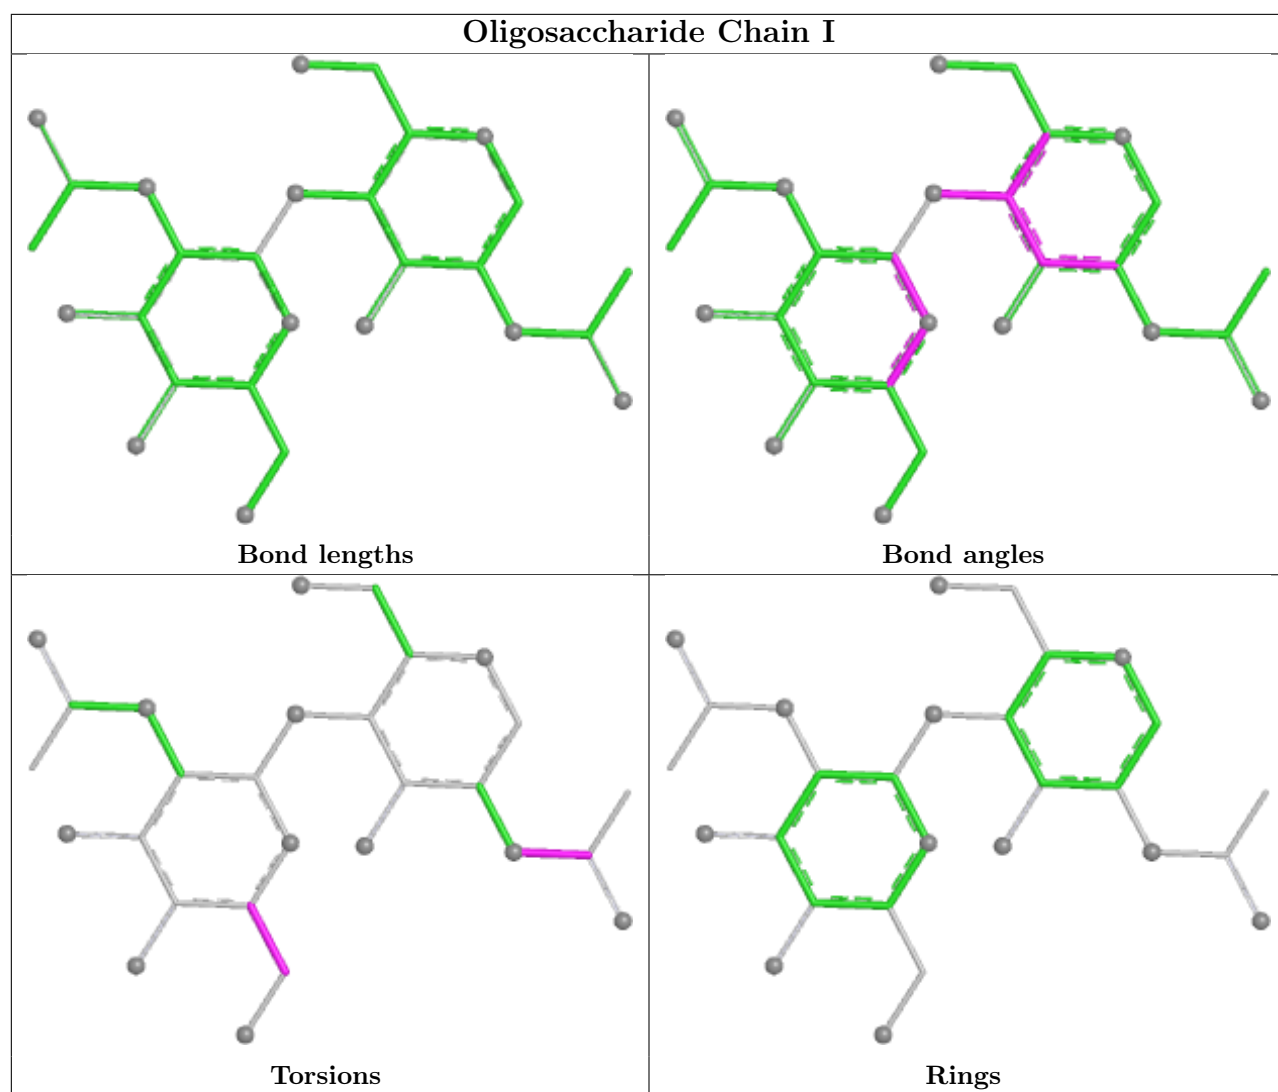 Oligosaccharide Chain I
Bond lengths
Bond angles
Torsions
Rings